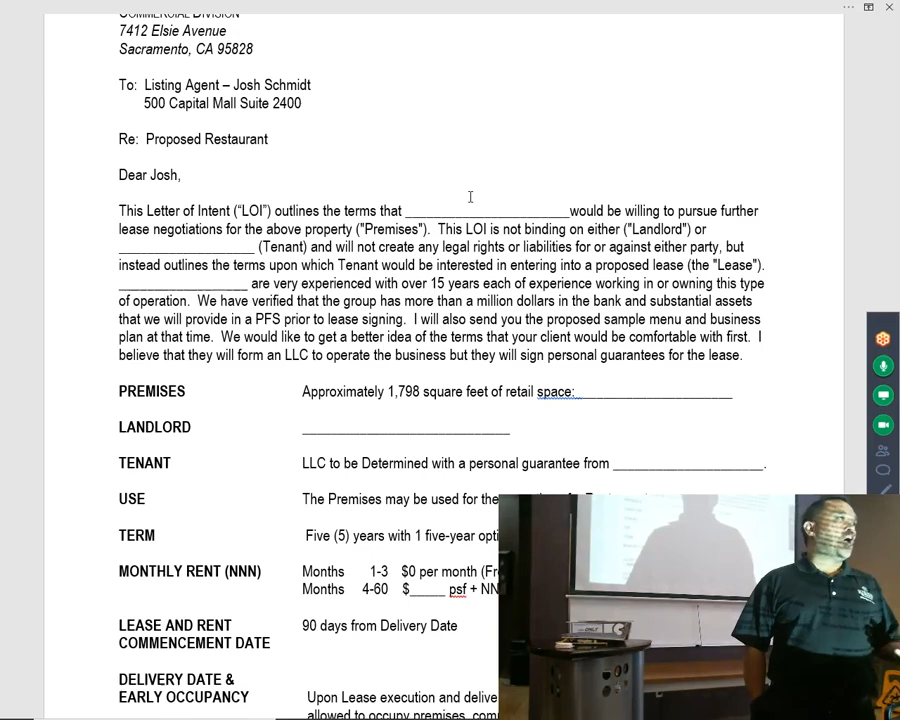 COMMERCIAL DIVISION
7412 Elsie Avenue
Sacramento, CA 95828
To: Listing Agent – Josh Schmidt
500 Capital Mall Suite 2400
Re: Proposed Restaurant
Dear Josh,
This Letter of Intent (“LOI”) outlines the terms that ______________________would be willing to pursue further
lease negotiations for the above property ("Premises"). This LOI is not binding on either ("Landlord") or
__________________ (Tenant) and will not create any legal rights or liabilities for or against either party, but
instead outlines the terms upon which Tenant would be interested in entering into a proposed lease (the "Lease").
_________________ are very experienced with over 15 years each of experience working in or owning this type
of operation. We have verified that the group has more than a million dollars in the bank and substantial assets
that we will provide in a PFS prior to lease signing. I will also send you the proposed sample menu and business
plan at that time. We would like to get a better idea of the terms that your client would be comfortable with first. I
believe that they will form an LLC to operate the business but they will sign personal guarantees for the lease.
PREMISES Approximately 1,798 square feet of retail space:_____________________
LANDLORD ____________________________
TENANT LLC to be Determined with a personal guarantee from ____________________.
USE The Premises may be used for the
TERM Five (5) years with 1 five-year opti
MONTHLY RENT (NNN) Months 1-3 $0 per month (Fr
Months 4-60 $_____ psf + NN
LEASE AND RENT 90 days from Delivery Date
COMMENCEMENT DATE
DELIVERY DATE &
EARLY OCCUPANCY Upon Lease execution and delive
allowed to occupy premises, com